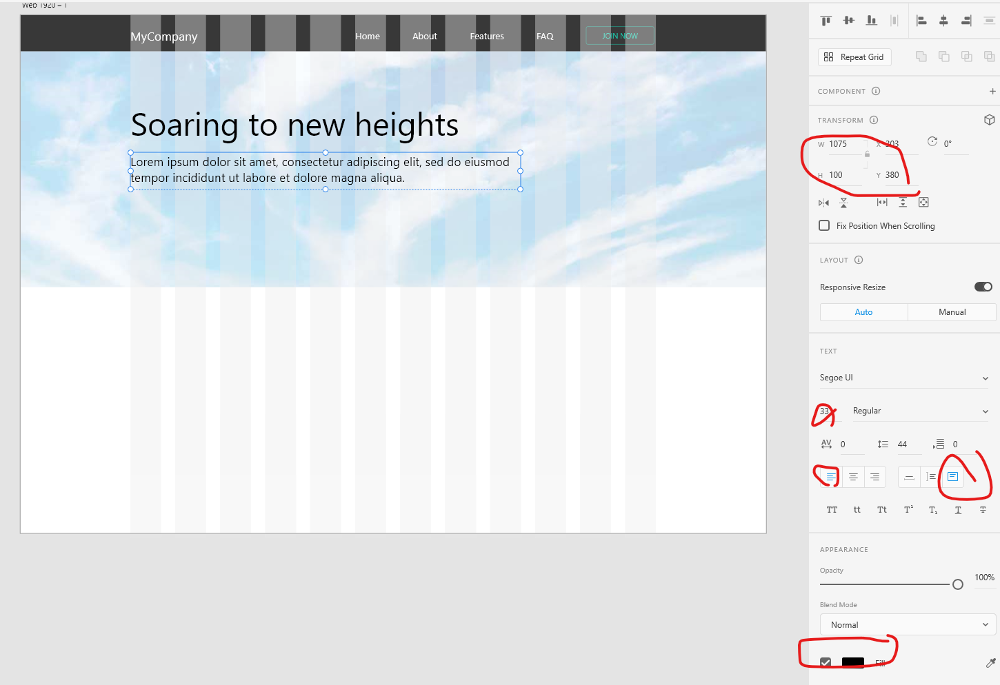 Web 1920 – 1
MyCompany Home About Features FAQ JOIN NOW
Soaring to new heights
Lorem ipsum dolor sit amet, consectetur adipiscing elit, sed do eiusmod
tempor incididunt ut labore et dolore magna aliqua.
Repeat Grid
COMPONENT
TRANSFORM
W 1075 X 303 0°
H 100 Y 380
Fix Position When Scrolling
LAYOUT
Responsive Resize
Auto Manual
TEXT
Segoe UI
33 Regular
AV 0 44 0
TT tt Tt T¹ T₁ T T
APPEARANCE
Opacity
100%
Blend Mode
Normal
Fill